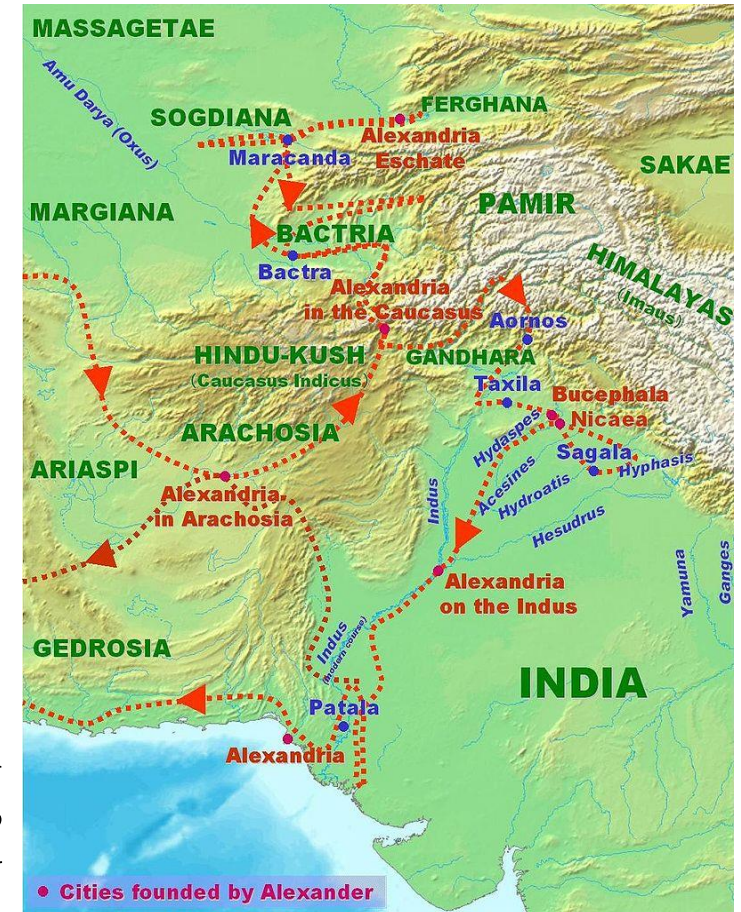 MASSAGETAE
Amu Darya (Oxus)
SOGDIANA
FERGHANA
Maracanda
Alexandria
Eschate
SAKAE
MARGIANA
PAMIR
BACTRIA
Bactra
HIMALAYAS
(Imaus)
Alexandria
in the Caucasus
Aornos
HINDU-KUSH
(Caucasus Indicus)
GANDHARA
Taxila
Bucephala
Nicaea
ARACHOSIA
Hydaspes
Sagala
ARIASPI
Hyphasis
Acesines
Hydroatis
Alexandria
in Arachosia
Indus
Hesudrus
Yamuna
Ganges
Alexandria
on the Indus
GEDROSIA
Indus
(modern course)
INDIA
Patala
Alexandria
Cities founded by Alexander